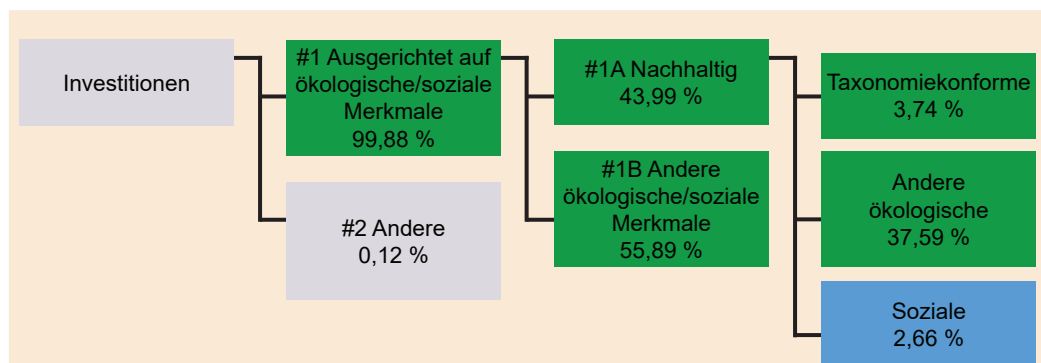 Investitionen
#1 Ausgerichtet auf
ökologische/soziale
Merkmale
99,88 %
#2 Andere
0,12 %
#1A Nachhaltig
43,99 %
#1B Andere
ökologische/soziale
Merkmale
55,89 %
Taxonomiekonforme
3,74 %
Andere
ökologische
37,59 %
Soziale
2,66 %